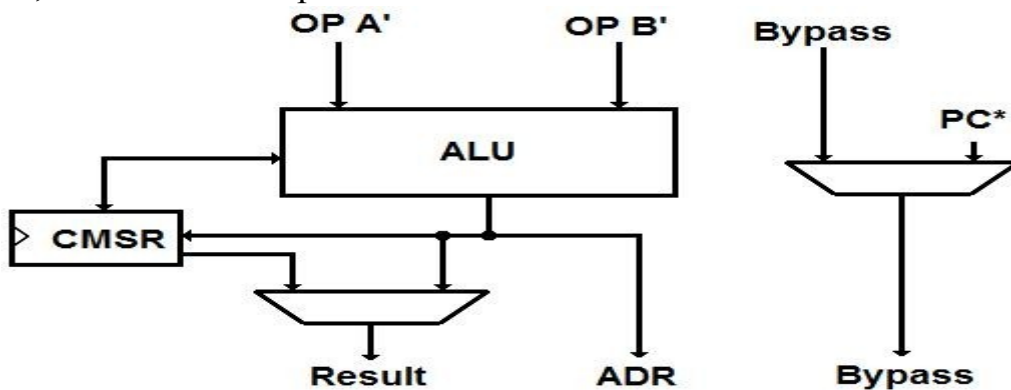 OP A' OP B' Bypass
PC*
ALU
CMSR
Result ADR Bypass